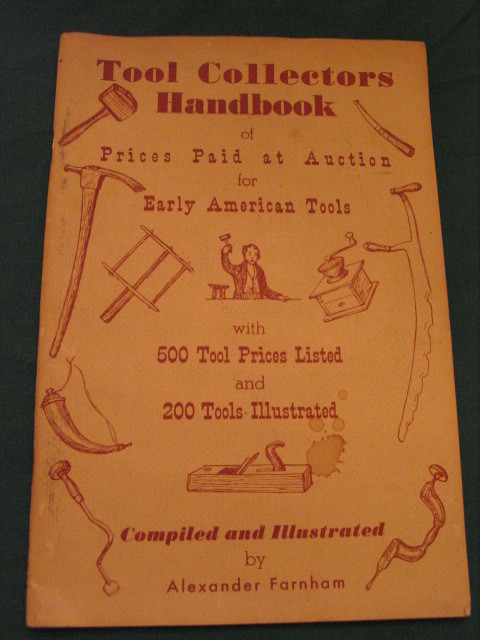 Tool Collectors
Handbook
of
Prices Paid at Auction
for
Early American Tools
with
500 Tool Prices Listed
and
200 Tools Illustrated
Compiled and Illustrated
by
Alexander Farnham